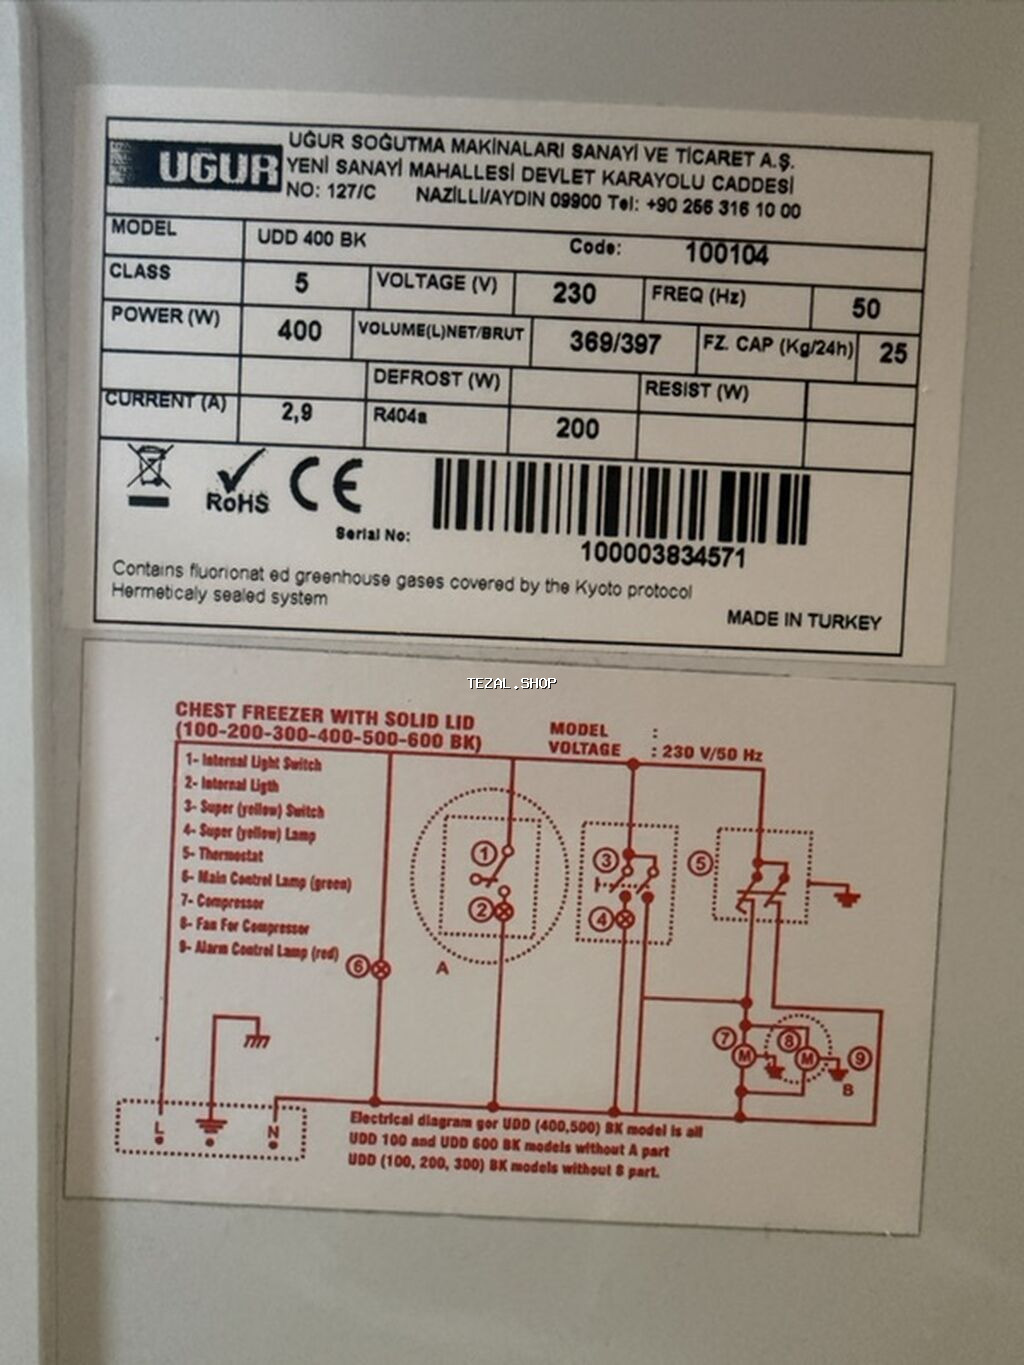 UĞUR
UĞUR SOĞUTMA MAKİNALARI SANAYİ VE TİCARET A.Ş.
YENİ SANAYİ MAHALLESİ DEVLET KARAYOLU CADDESİ
NO: 127/C NAZİLLİ/AYDIN 09900 Tel: +90 256 316 10 00
MODEL UDD 400 BK Code: 100104
CLASS 5 VOLTAGE (V) 230 FREQ (Hz) 50
POWER (W) 400 VOLUME(L)NET/BRUT 369/397 FZ. CAP (Kg/24h) 25
DEFROST (W) RESIST (W)
CURRENT (A) 2,9 R404a 200
RoHS CE
Serial No:
100003834571
Contains fluorionat ed greenhouse gases covered by the Kyoto protocol
Hermeticaly sealed system
MADE IN TURKEY
TEZAL.SHOP
CHEST FREEZER WITH SOLID LID
(100-200-300-400-500-600 BK)
MODEL :
VOLTAGE : 230 V/50 Hz
1- Internal Light Switch
2- Internal Ligth
3- Super (yellow) Switch
4- Super (yellow) Lamp
5- Thermostat
6- Main Control Lamp (green)
7- Compressor
8- Fan For Compressor
9- Alarm Control Lamp (red)
1
2
3
4
5
6
A
7
M
8
M
9
B
L
N
Electrical diagram gor UDD (400,500) BK model is all
UDD 100 and UDD 600 BK models without A part
UDD (100, 200, 300) BK models without B part.